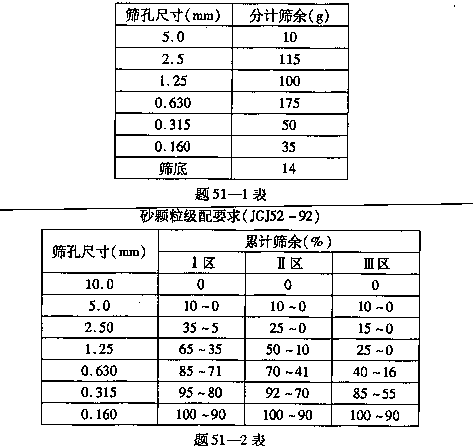 筛孔尺寸(mm) 分计筛余(g)
5.0 10
2.5 115
1.25 100
0.630 175
0.315 50
0.160 35
筛底 14
题51—1表
砂颗粒级配要求(JGJ52-92)
筛孔尺寸(mm) 累计筛余(%)
Ⅰ区 Ⅱ区 Ⅲ区
10.0 0 0 0
5.0 10~0 10~0 10~0
2.50 35~5 25~0 15~0
1.25 65~35 50~10 25~0
0.630 85~71 70~41 40~16
0.315 95~80 92~70 85~55
0.160 100~90 100~90 100~90
题51—2表